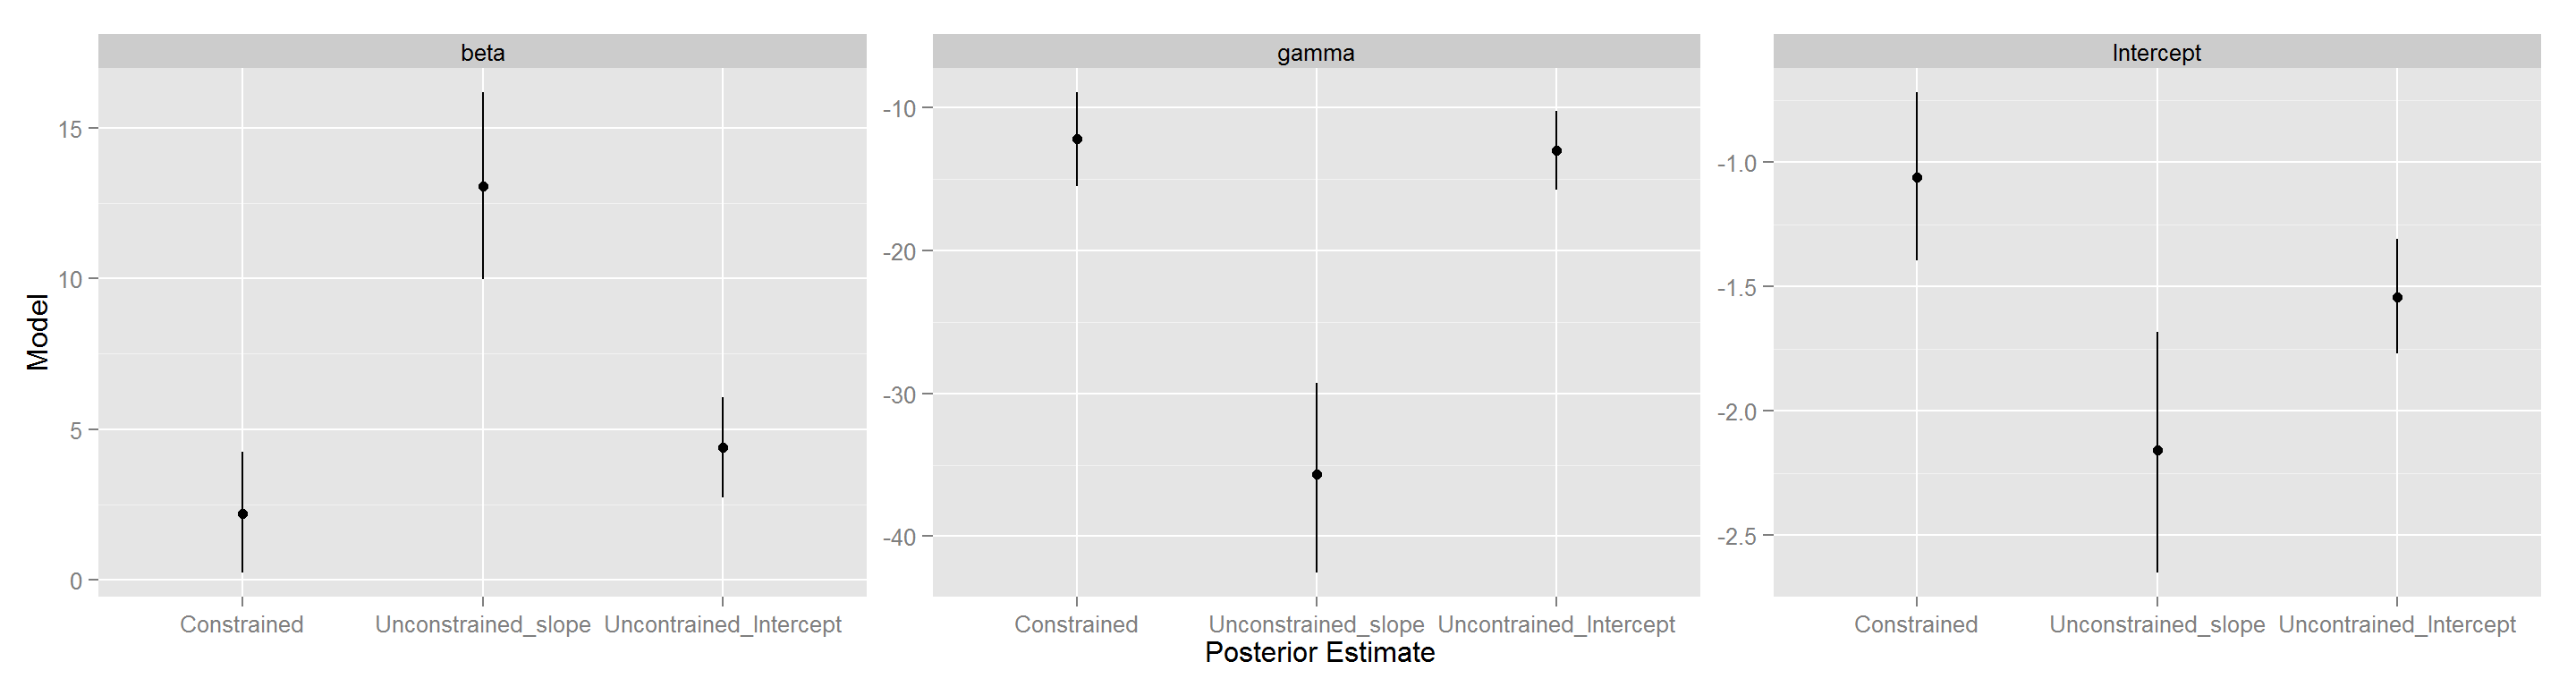 beta
gamma
Intercept
Model
15
10
5
0
-10
-20
-30
-40
-1.0
-1.5
-2.0
-2.5
Constrained Unconstrained_slope Uncontrained_Intercept
Constrained Unconstrained_slope Uncontrained_Intercept
Constrained Unconstrained_slope Uncontrained_Intercept
Posterior Estimate